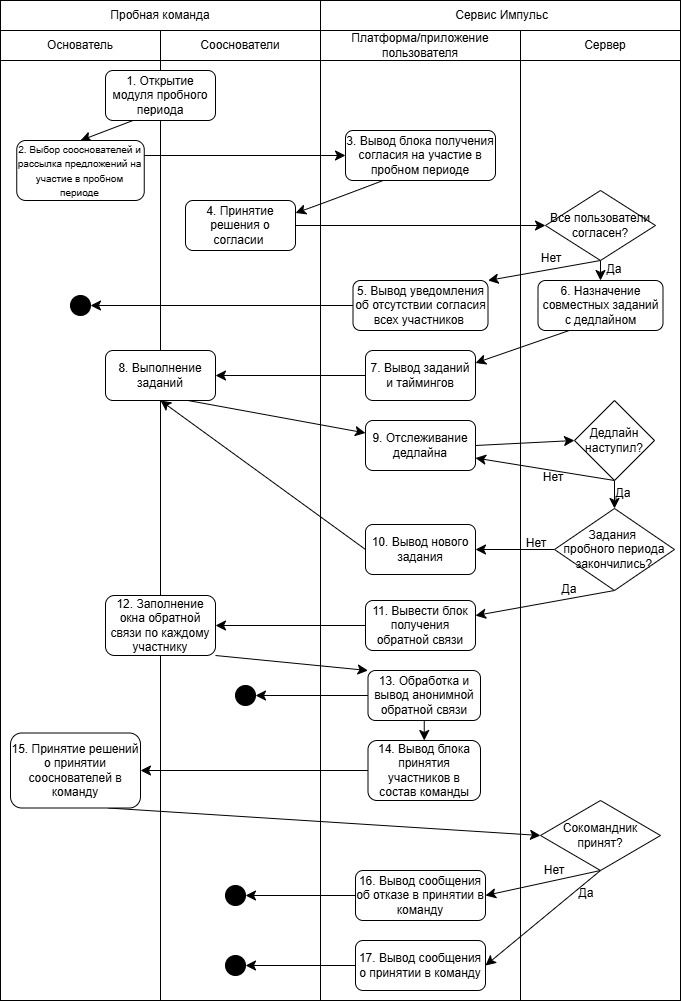 Пробная команда
Сервис Импульс
Основатель
Сооснователи
Платформа/приложение
пользователя
Сервер
1. Открытие
модуля пробного
периода
2. Выбор сооснователей и
рассылка предложений на
участие в пробном
периоде
3. Вывод блока получения
согласия на участие в
пробном периоде
4. Принятие
решения о
согласии
Все пользователи
согласен?
Нет
Да
5. Вывод уведомления
об отсутствии согласия
всех участников
6. Назначение
совместных заданий
с дедлайном
7. Вывод заданий
и таймингов
8. Выполнение
заданий
9. Отслеживание
дедлайна
Дедлайн
наступил?
Нет
Да
10. Вывод нового
задания
Нет
Задания
пробного периода
закончились?
Да
11. Вывести блок
получения
обратной связи
12. Заполнение
окна обратной
связи по каждому
участнику
13. Обработка и
вывод анонимной
обратной связи
14. Вывод блока
принятия
участников в
состав команды
15. Принятие решений
о принятии
сооснователей в
команду
Сокомандник
принят?
Нет
Да
16. Вывод сообщения
об отказе в принятии в
команду
17. Вывод сообщения
о принятии в команду